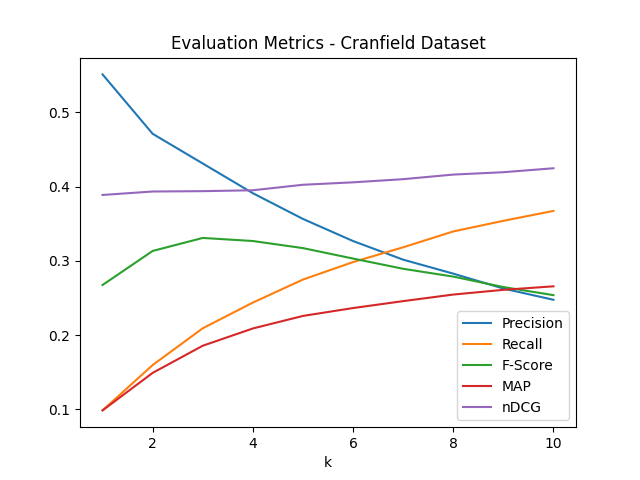 Evaluation Metrics - Cranfield Dataset
0.5
0.4
0.3
0.2
0.1
2 4 6 8 10
k
Precision
Recall
F-Score
MAP
nDCG